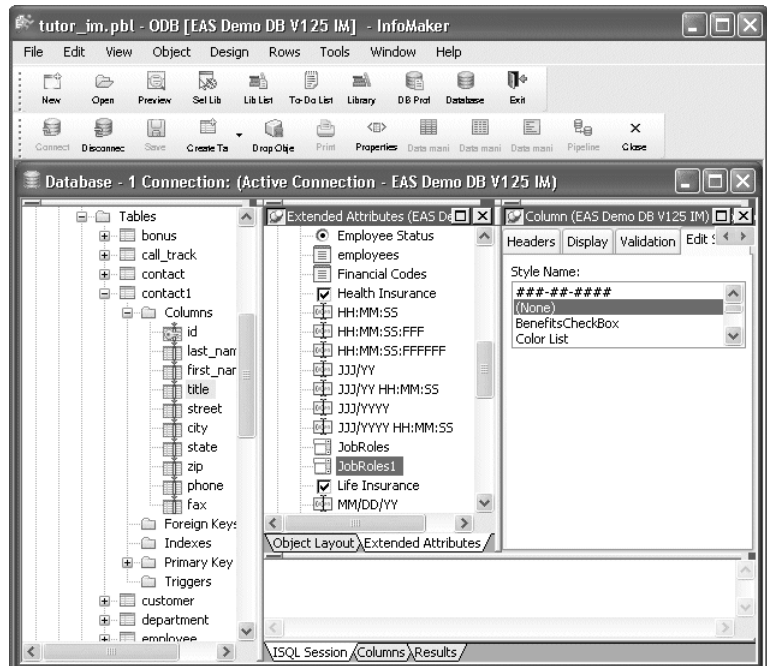 tutor_im.pbl - ODB [EAS Demo DB V125 IM] - InfoMaker
File Edit View Object Design Rows Tools Window Help
New Open Preview Sel Lib Lib List To-Do List Library DB Prof Database Exit
Connect Disconnec Save Create Ta Drop Obje Print Properties Data mani Data mani Data mani Pipeline Close
Database - 1 Connection: (Active Connection - EAS Demo DB V125 IM)
Tables
bonus
call_track
contact
contact1
Columns
id
last_nam
first_nar
title
street
city
state
zip
phone
fax
Foreign Keys
Indexes
Primary Key
Triggers
customer
department
employee
Extended Attributes (EAS De
Employee Status
employees
Financial Codes
Health Insurance
HH:MM:SS
HH:MM:SS:FFF
HH:MM:SS:FFFFFF
JJJ/YY
JJJ/YY HH:MM:SS
JJJ/YYYY
JJJ/YYYY HH:MM:SS
JobRoles
JobRoles1
Life Insurance
MM/DD/YY
Object Layout Extended Attributes
Column (EAS Demo DB V125 IM)
Headers Display Validation Edit S
Style Name:
###-##-####
(None)
BenefitsCheckBox
Color List
ISQL Session Columns Results